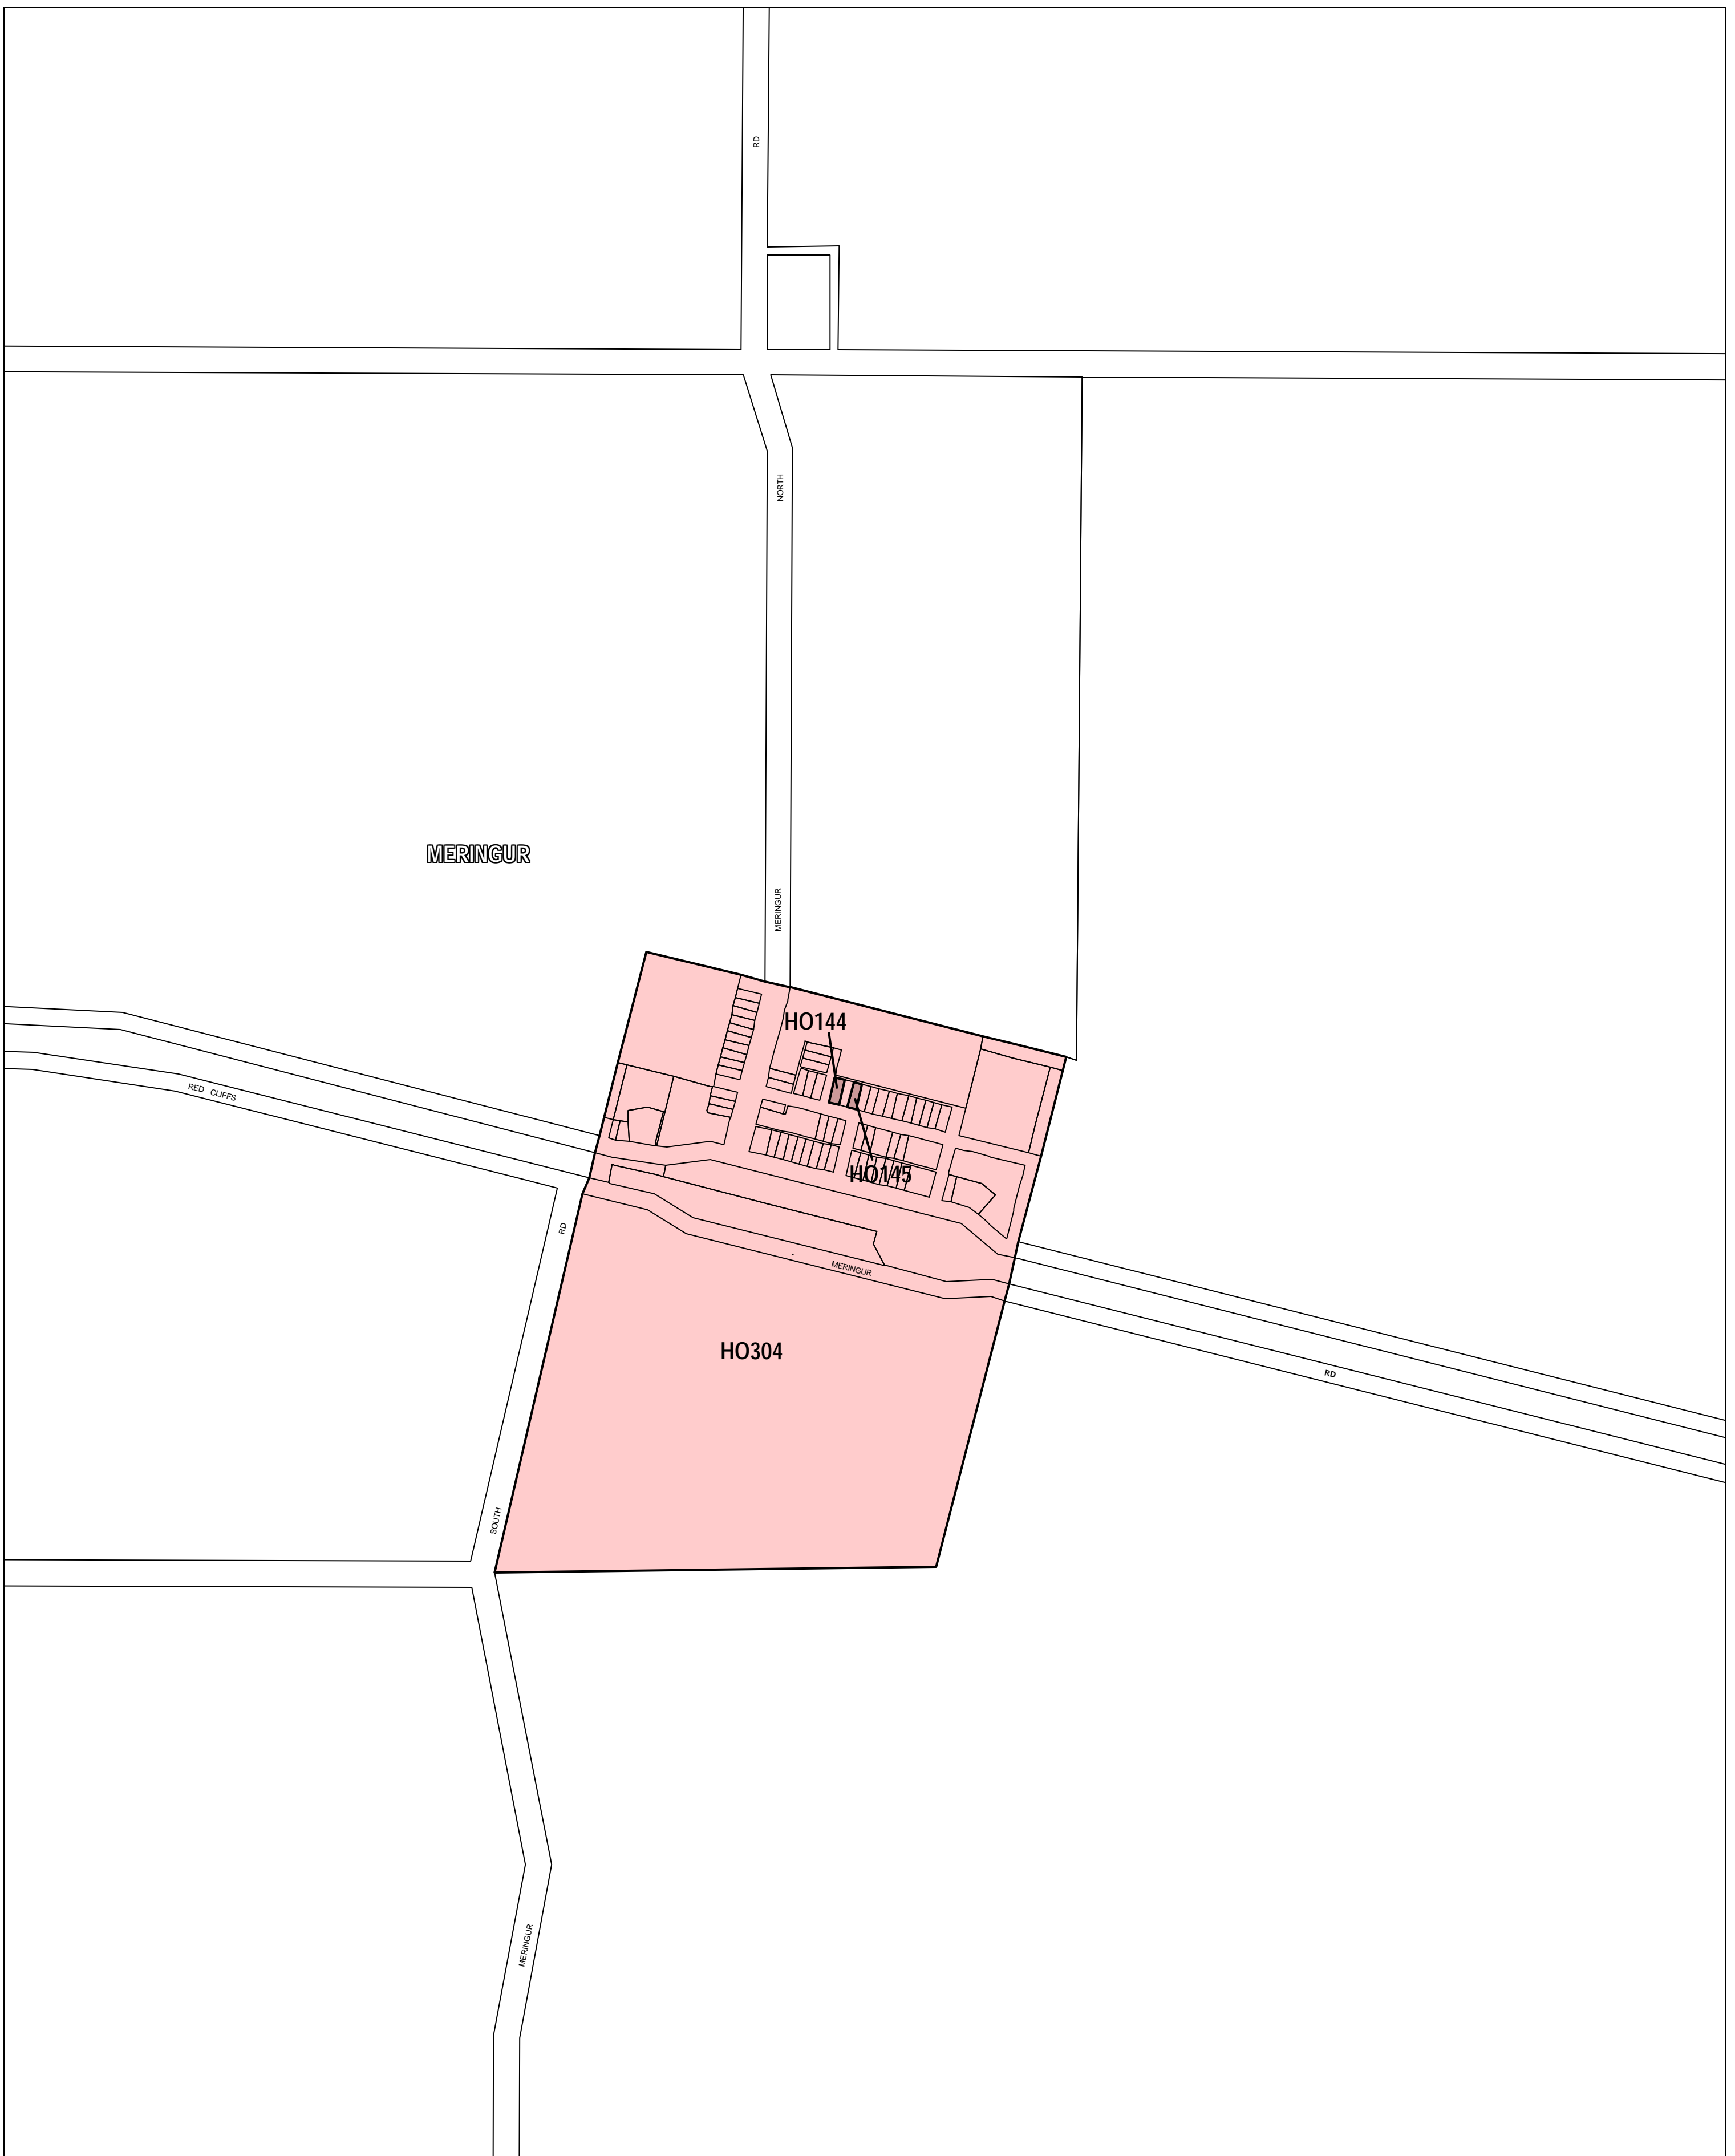 RD
NORTH
MERINGUR
MERINGUR
HO144
RED CLIFFS
HO145
RD
-
MERINGUR
HO304
RD
SOUTH
MERINGUR